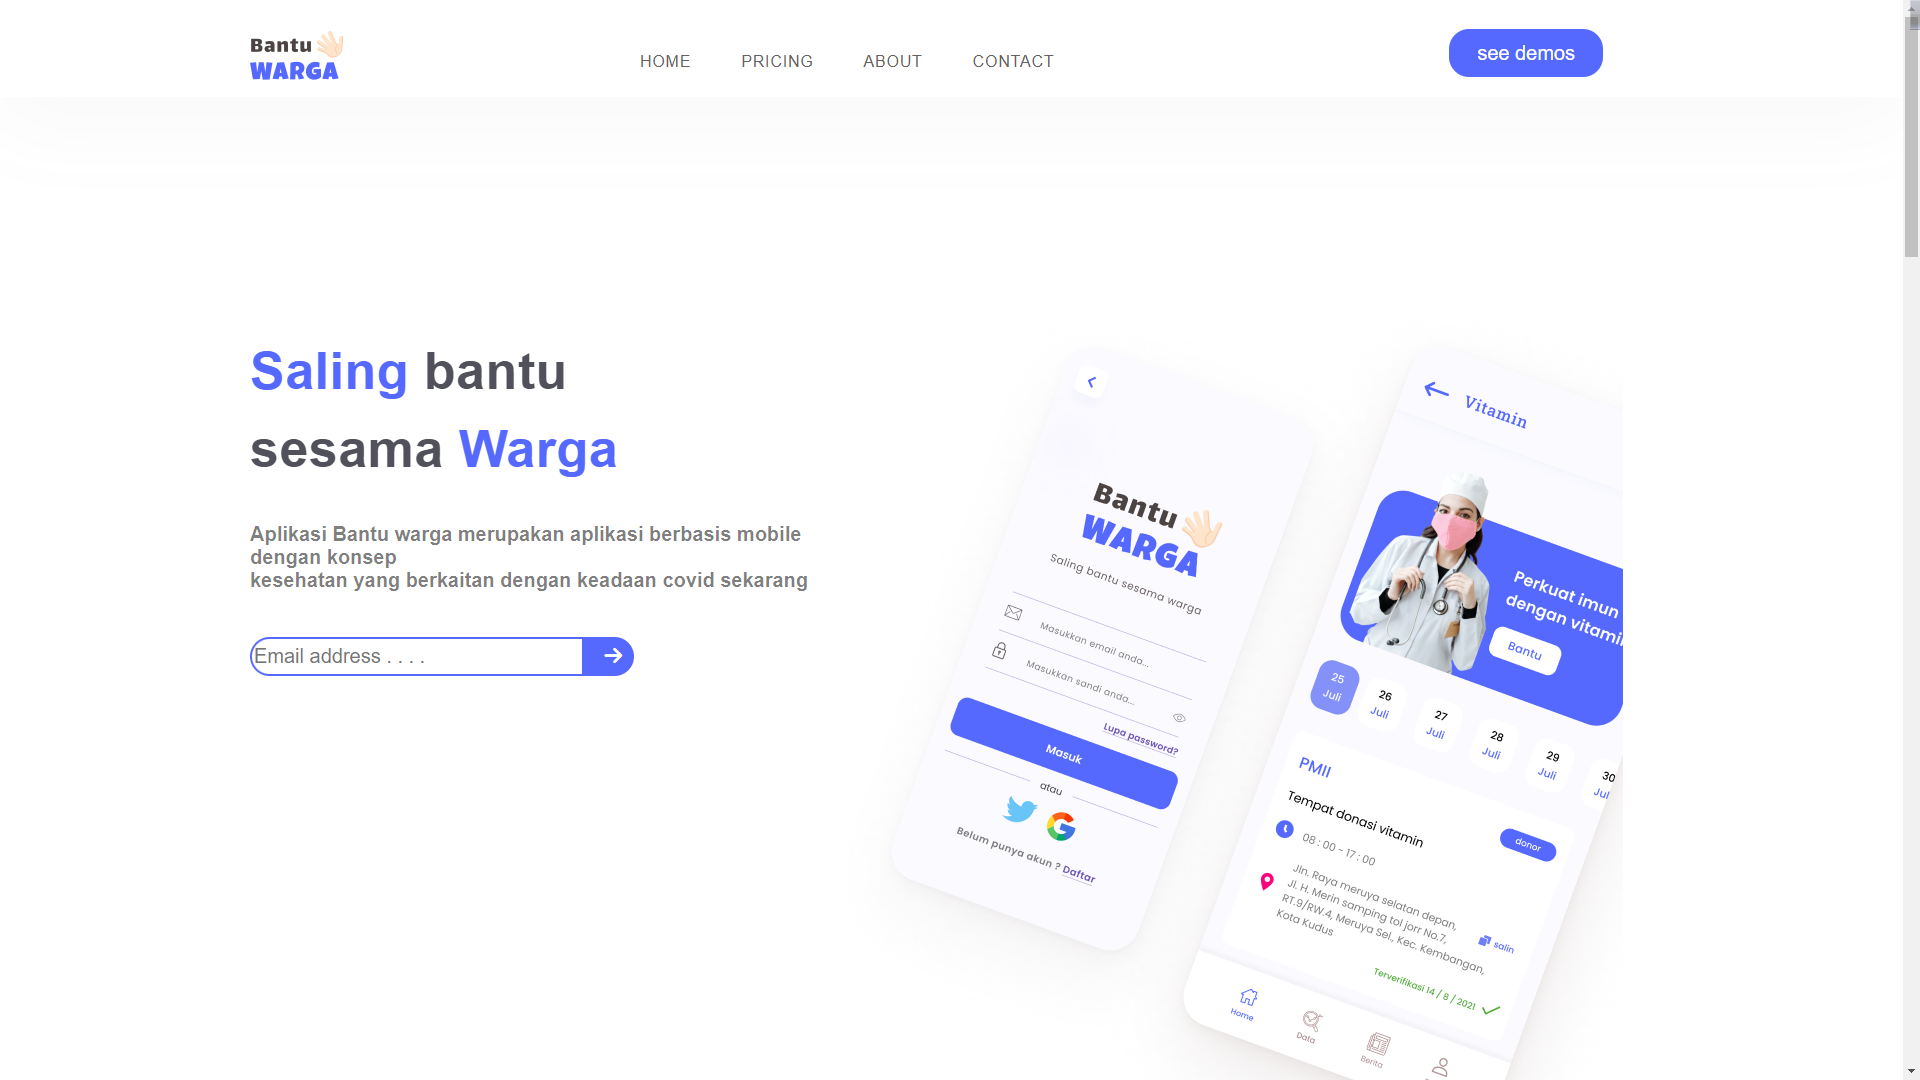 Bantu
WARGA
HOME
PRICING
ABOUT
CONTACT
see demos
Saling bantu
sesama Warga
Aplikasi Bantu warga merupakan aplikasi berbasis mobile
dengan konsep
kesehatan yang berkaitan dengan keadaan covid sekarang
Email address . . . .
Bantu
WARGA
Saling bantu sesama warga
Masukkan email anda...
Masukkan sandi anda...
Lupa password?
Masuk
atau
Belum punya akun ? Daftar
Vitamin
Perkuat imun
dengan vitami
Bantu
25
Juli
26
Juli
27
Juli
28
Juli
29
Juli
30
Jul
PMII
Tempat donasi vitamin
donor
08 : 00 - 17 : 00
Jln. Raya meruya selatan depan,
Jl. H. Merin samping tol jorr No.7,
RT.9/RW.4, Meruya Sel., Kec. Kembangan,
Kota Kudus
salin
Terverifikasi 14 / 8 / 2021
Home
Data
Berita